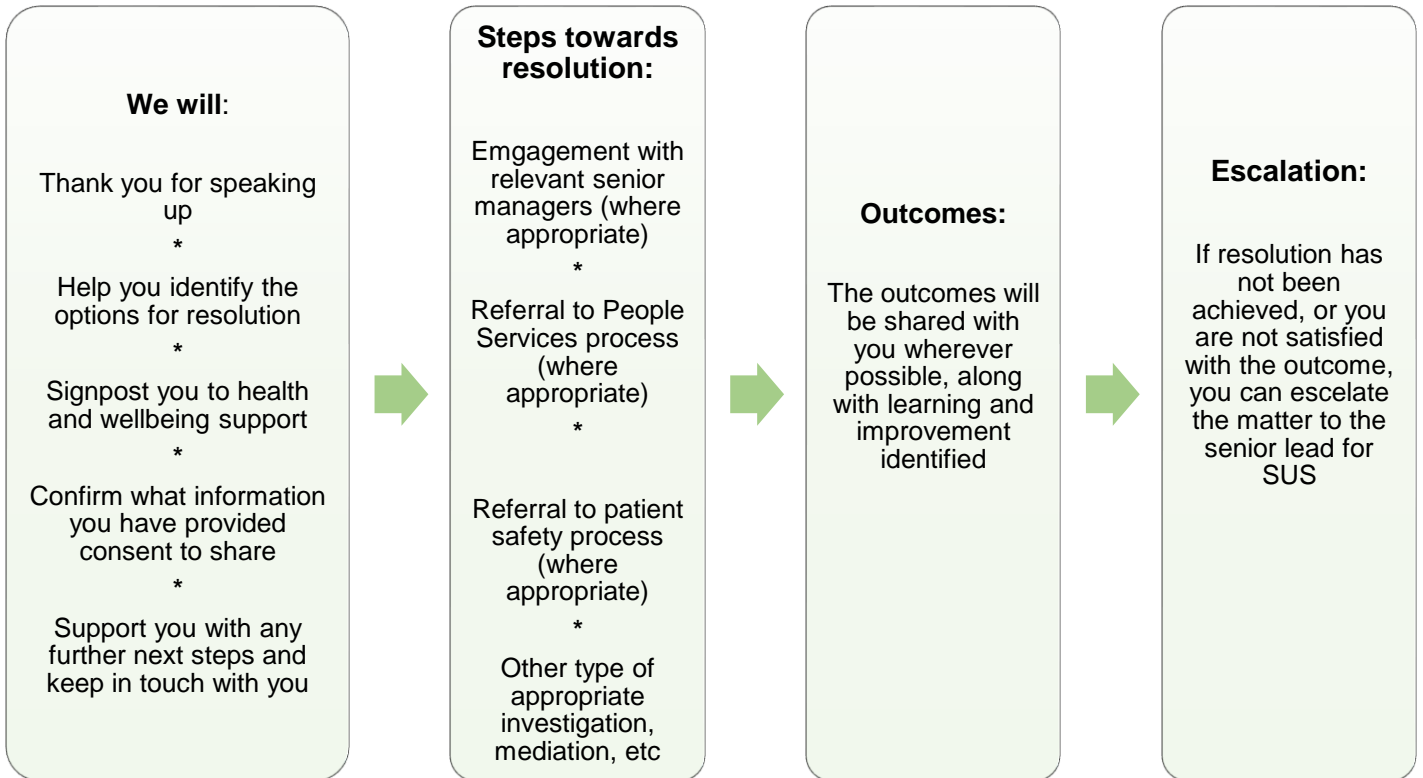 We will:
Thank you for speaking
up
*
Help you identify the
options for resolution
*
Signpost you to health
and wellbeing support
*
Confirm what information
you have provided
consent to share
*
Support you with any
further next steps and
keep in touch with you
Steps towards
resolution:
Emgagement with
relevant senior
managers (where
appropriate)
*
Referral to People
Services process
(where
appropriate)
*
Referral to patient
safety process
(where
appropriate)
*
Other type of
appropriate
investigation,
mediation, etc
Outcomes:
The outcomes will
be shared with
you wherever
possible, along
with learning and
improvement
identified
Escalation:
If resolution has
not been
achieved, or you
are not satisfied
with the outcome,
you can escelate
the matter to the
senior lead for
SUS